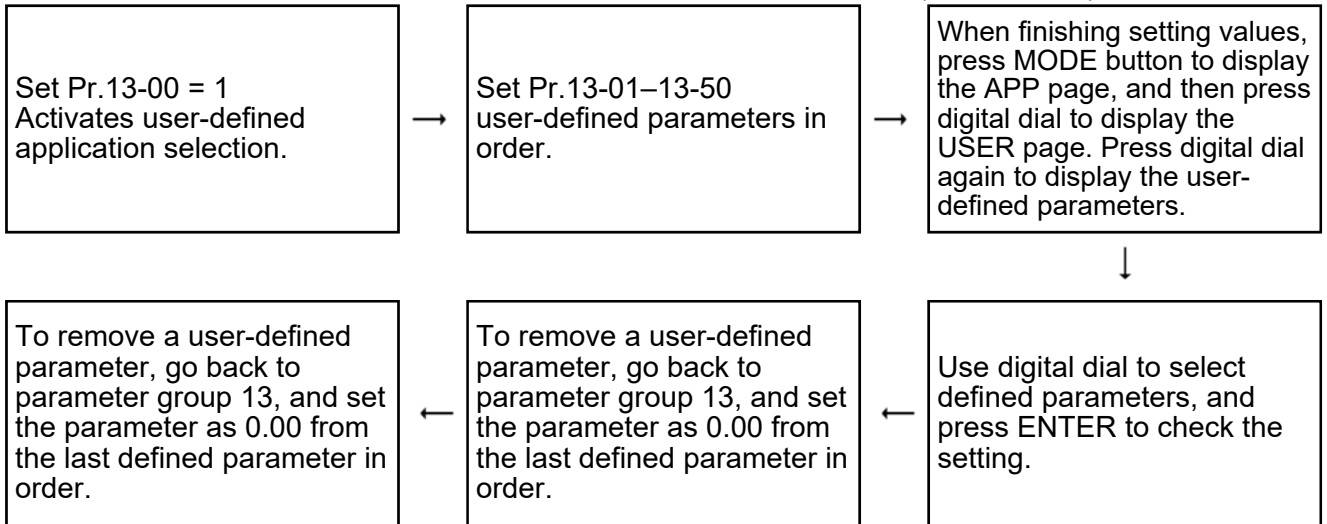 Set Pr.13-00 = 1
Activates user-defined
application selection.
Set Pr.13-01–13-50
user-defined parameters in
order.
When finishing setting values,
press MODE button to display
the APP page, and then press
digital dial to display the
USER page. Press digital dial
again to display the user-
defined parameters.
Use digital dial to select
defined parameters, and
press ENTER to check the
setting.
To remove a user-defined
parameter, go back to
parameter group 13, and set
the parameter as 0.00 from
the last defined parameter in
order.
To remove a user-defined
parameter, go back to
parameter group 13, and set
the parameter as 0.00 from
the last defined parameter in
order.